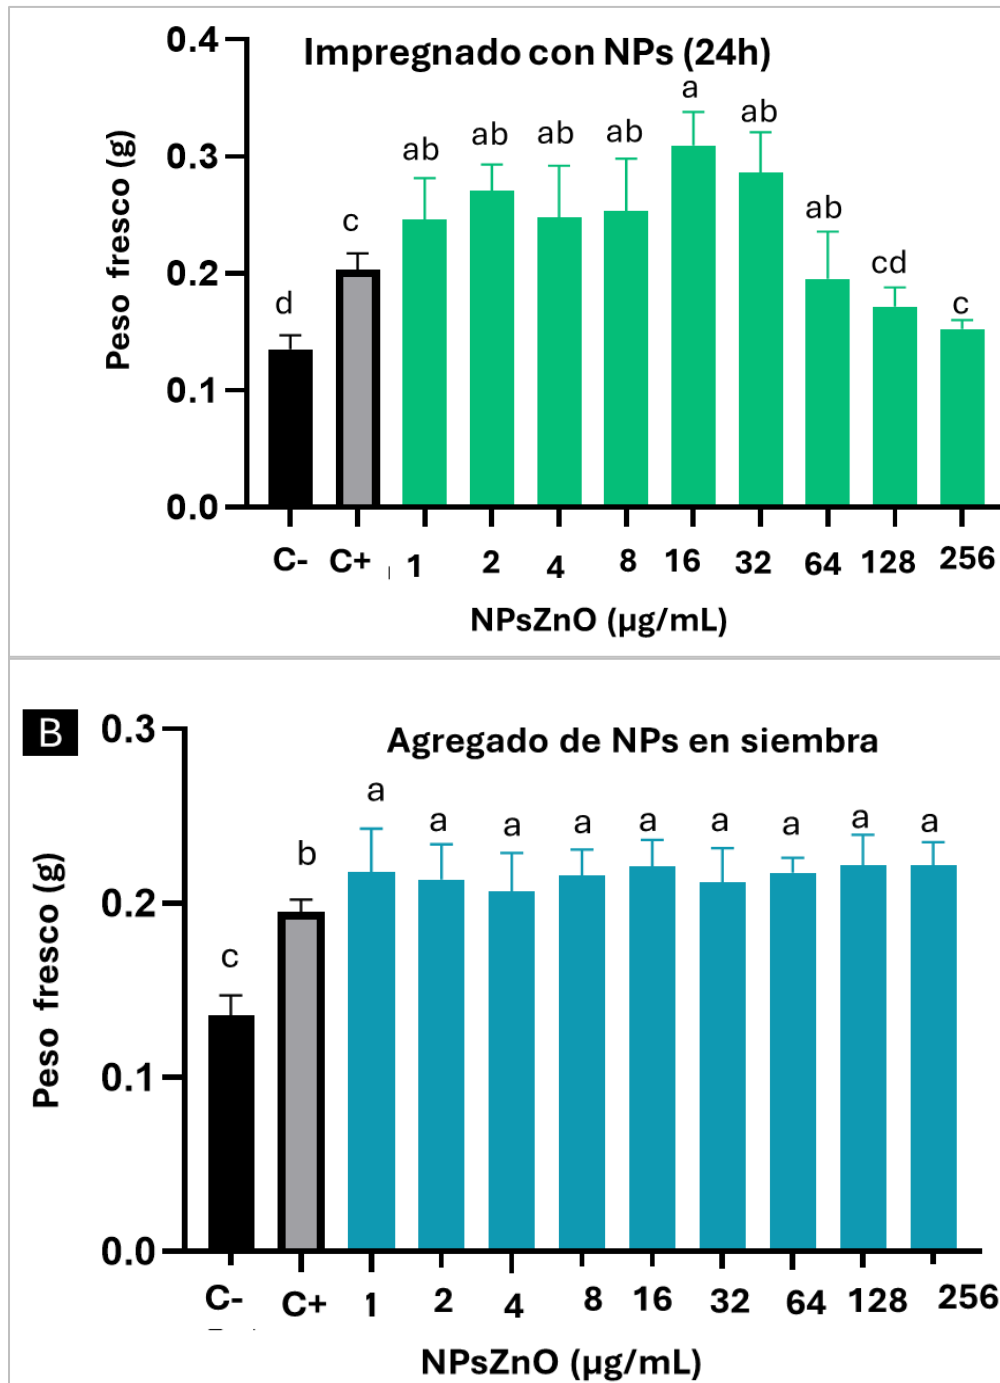 Impregnado con NPs (24h)
Peso fresco (g)
0.4
0.3
0.2
0.1
0.0
d
c
ab
ab
ab
ab
a
ab
ab
cd
c
C- C+ 1 2 4 8 16 32 64 128 256
NPsZnO (µg/mL)
B
Agregado de NPs en siembra
Peso fresco (g)
0.3
0.2
0.1
0.0
c
b
a
a
a
a
a
a
a
a
a
C- C+ 1 2 4 8 16 32 64 128 256
NPsZnO (µg/mL)